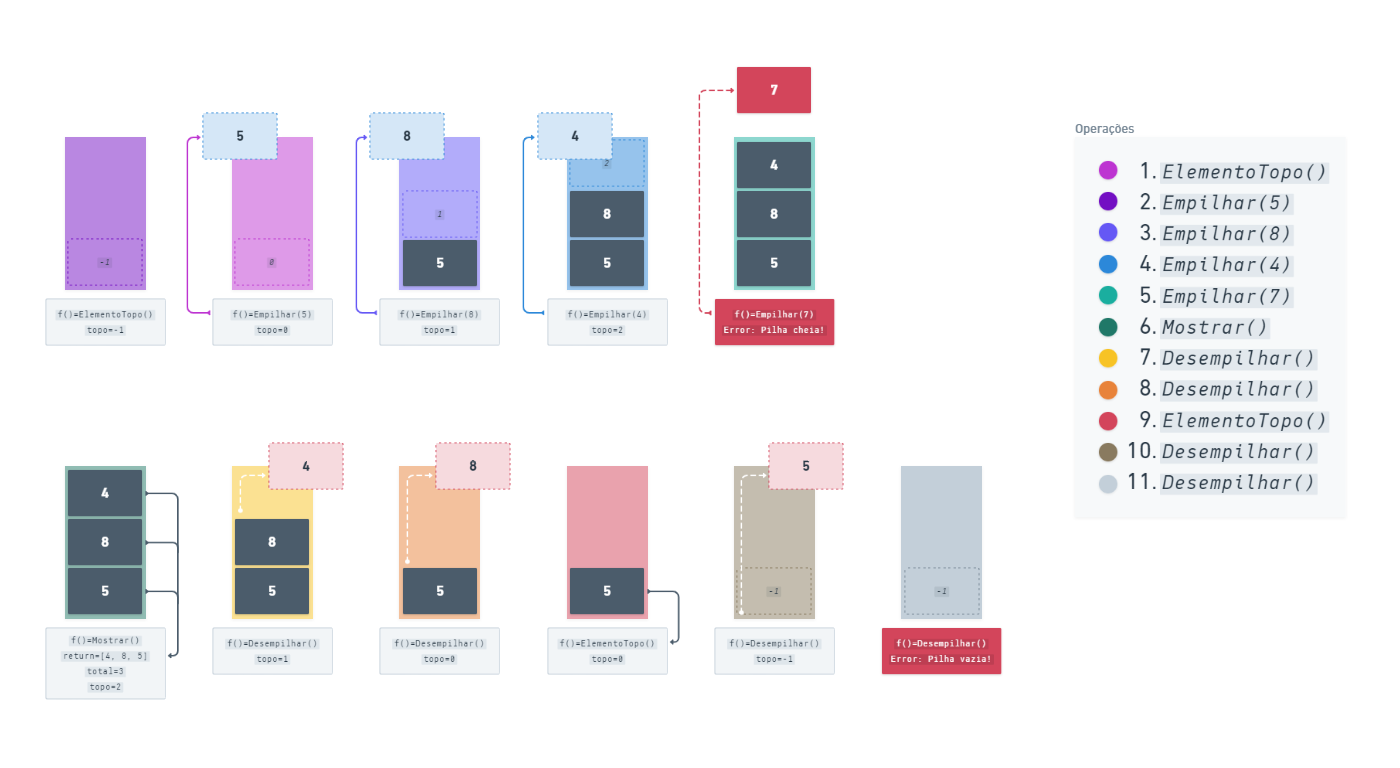 7
5
8
4
2
4
8
8
1
5
5
5
-1
0
f()=ElementoTopo()
topo=-1
f()=Empilhar(5)
topo=0
f()=Empilhar(8)
topo=1
f()=Empilhar(4)
topo=2
f()=Empilhar(7)
Error: Pilha cheia!
4
8
5
4
8
5
8
5
5
5
-1
-1
f()=Mostrar()
return=[4, 8, 5]
total=3
topo=2
f()=Desempilhar()
topo=1
f()=Desempilhar()
topo=0
f()=ElementoTopo()
topo=0
f()=Desempilhar()
topo=-1
f()=Desempilhar()
Error: Pilha vazia!
Operações
1. ElementoTopo()
2. Empilhar(5)
3. Empilhar(8)
4. Empilhar(4)
5. Empilhar(7)
6. Mostrar()
7. Desempilhar()
8. Desempilhar()
9. ElementoTopo()
10. Desempilhar()
11. Desempilhar()